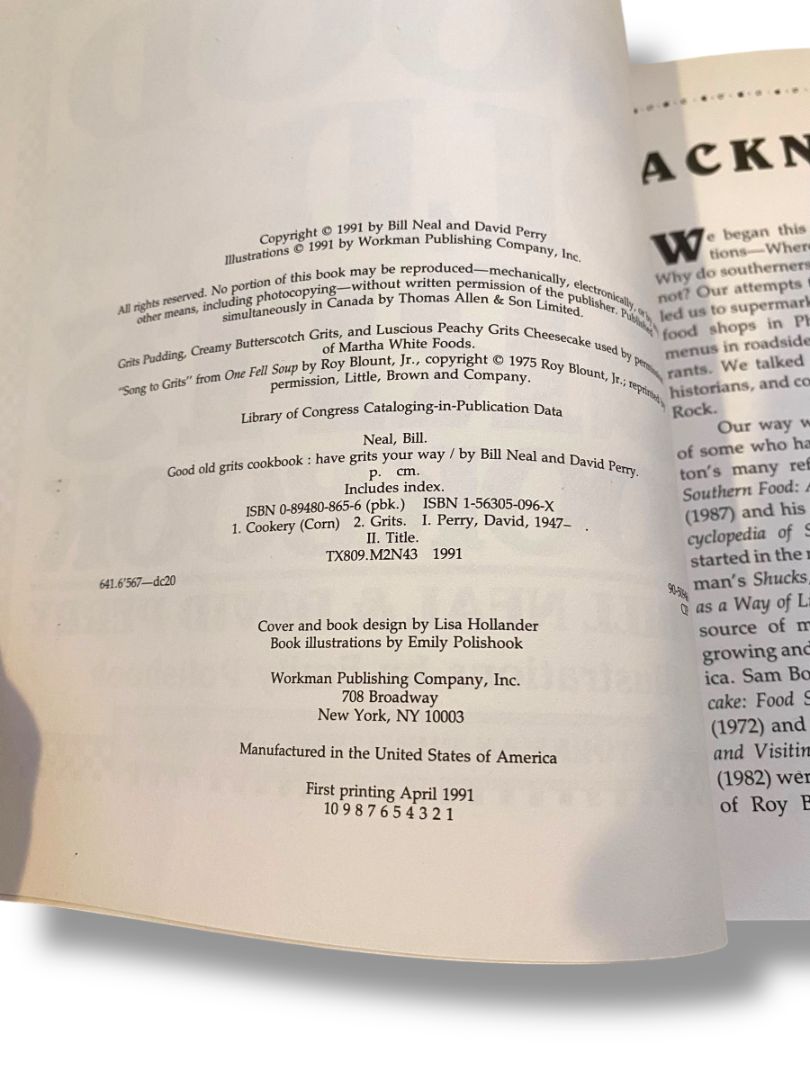 Copyright © 1991 by Bill Neal and David Perry
Illustrations © 1991 by Workman Publishing Company, Inc.
All rights reserved. No portion of this book may be reproduced—mechanically, electronically, or by
other means, including photocopying—without written permission of the publisher. Published
simultaneously in Canada by Thomas Allen & Son Limited.
Grits Pudding, Creamy Butterscotch Grits, and Luscious Peachy Grits Cheesecake used by permission
of Martha White Foods.
"Song to Grits" from One Fell Soup by Roy Blount, Jr., copyright © 1975 Roy Blount, Jr.; reprinted by
permission, Little, Brown and Company.
Library of Congress Cataloging-in-Publication Data
Neal, Bill.
Good old grits cookbook : have grits your way / by Bill Neal and David Perry.
p. cm.
Includes index.
ISBN 0-89480-865-6 (pbk.) ISBN 1-56305-096-X
1. Cookery (Corn) 2. Grits. I. Perry, David, 1947–    .
II. Title.
TX809.M2N43 1991
641.6'567—dc20
Cover and book design by Lisa Hollander
Book illustrations by Emily Polishook
Workman Publishing Company, Inc.
708 Broadway
New York, NY 10003
Manufactured in the United States of America
First printing April 1991
10 9 8 7 6 5 4 3 2 1
ACKN
We began this
tions—Where
Why do southerners
not? Our attempts
led us to supermar
food shops in Ph
menus in roadside
rants. We talked
historians, and co
Rock.
Our way w
of some who ha
ton's many ref
Southern Food: A
(1987) and his
cyclopedia of S
started in the
man's Shucks,
as a Way of L
source of m
growing and
ica. Sam Bo
cake: Food S
(1972) and
and Visitin
(1982) wer
of Roy B